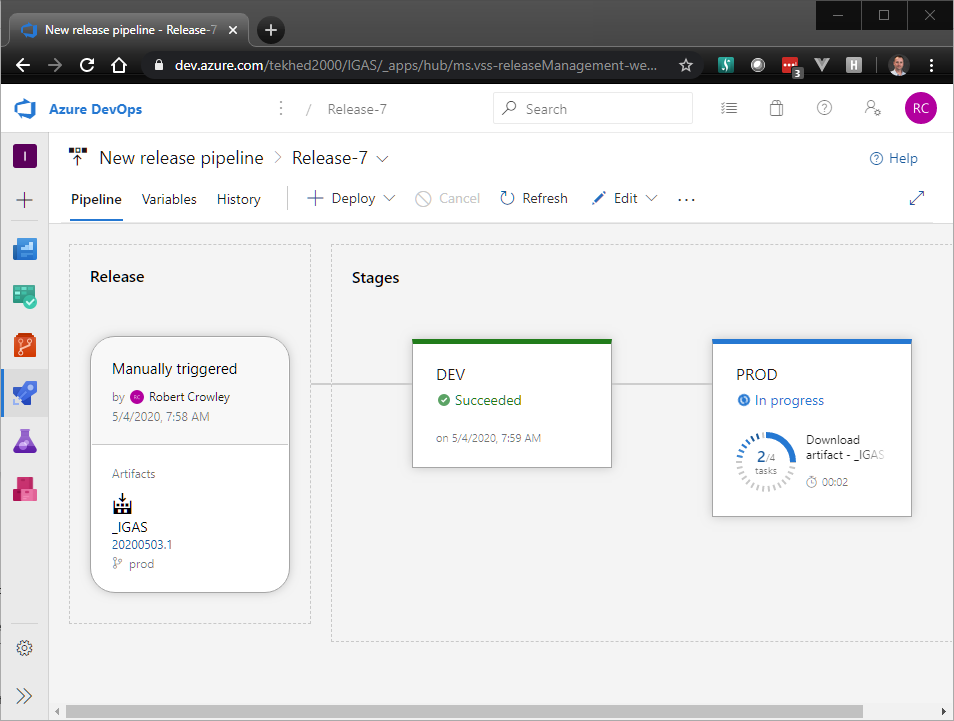 New release pipeline - Release-7
dev.azure.com/tekhed2000/IGAS/_apps/hub/ms.vss-releaseManagement-we...
3
H
Azure DevOps
/ Release-7
Search
RC
I
New release pipeline > Release-7
Help
Pipeline
Variables
History
Deploy
Cancel
Refresh
Edit
...
Release
Stages
Manually triggered
by RC Robert Crowley
5/4/2020, 7:58 AM
Artifacts
_IGAS
20200503.1
prod
DEV
Succeeded
on 5/4/2020, 7:59 AM
PROD
In progress
2/4
tasks
Download
artifact - _IGAS
00:02